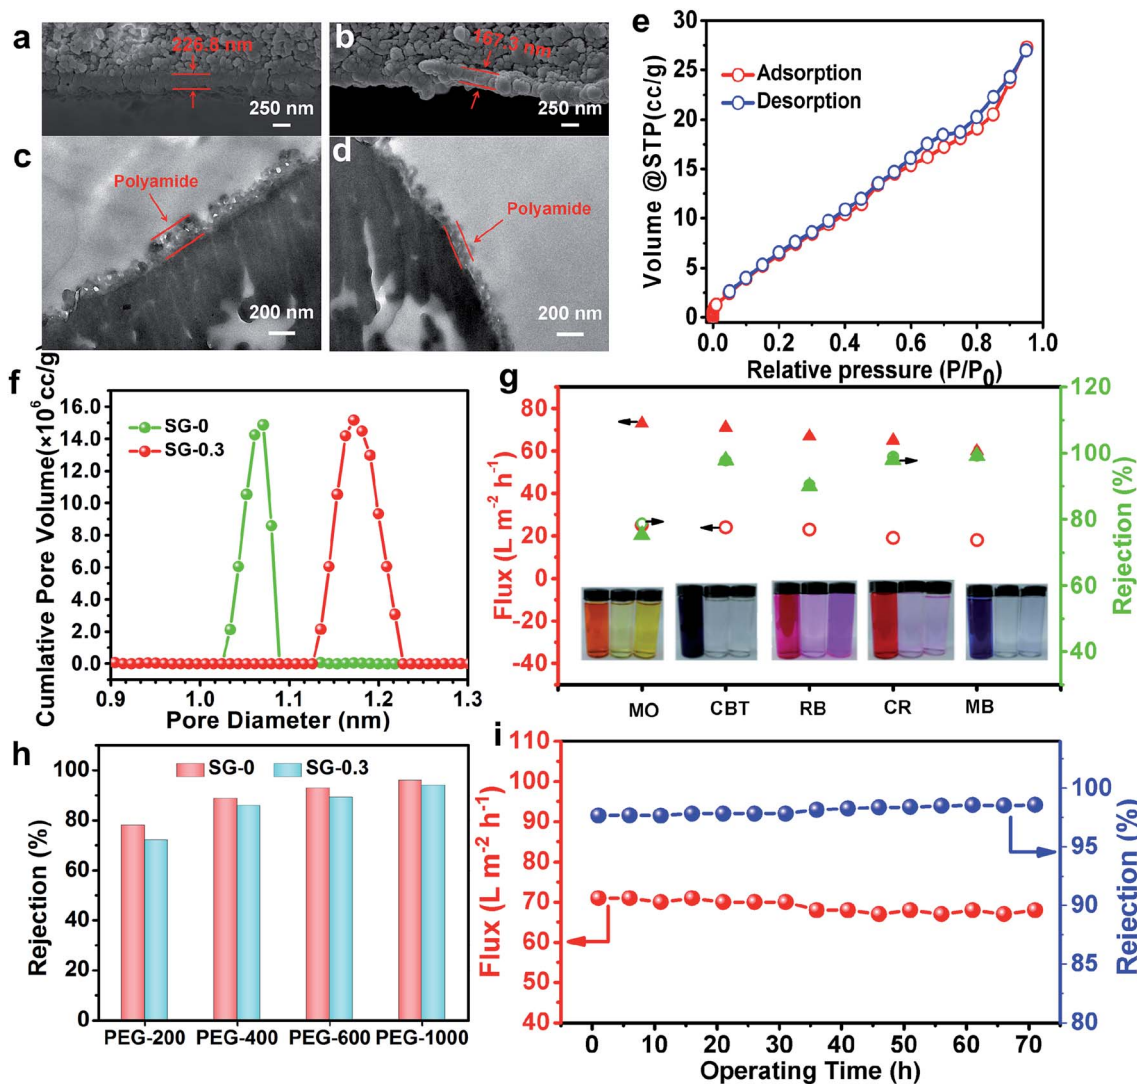 a
226.8 nm
250 nm
b
167.3 nm
250 nm
c
Polyamide
200 nm
d
Polyamide
200 nm
e
30
25
20
15
10
5
0
Volume @STP(cc/g)
Adsorption
Desorption
0.0 0.2 0.4 0.6 0.8 1.0
Relative pressure (P/P0)
f
16.0
14.0
12.0
10.0
8.0
6.0
4.0
2.0
0.0
Cumlative Pore Volume(×10⁶cc/g)
SG-0
SG-0.3
0.9 1.0 1.1 1.2 1.3
Pore Diameter (nm)
g
80
60
40
20
0
-20
-40
Flux (L m-2 h-1)
120
100
80
60
40
Rejection (%)
MO CBT RB CR MB
h
100
80
60
40
20
0
Rejection (%)
SG-0 SG-0.3
PEG-200 PEG-400 PEG-600 PEG-1000
i
110
100
90
80
70
60
50
40
Flux (L m-2 h-1)
100
95
90
85
80
Rejection (%)
0 10 20 30 40 50 60 70
Operating Time (h)